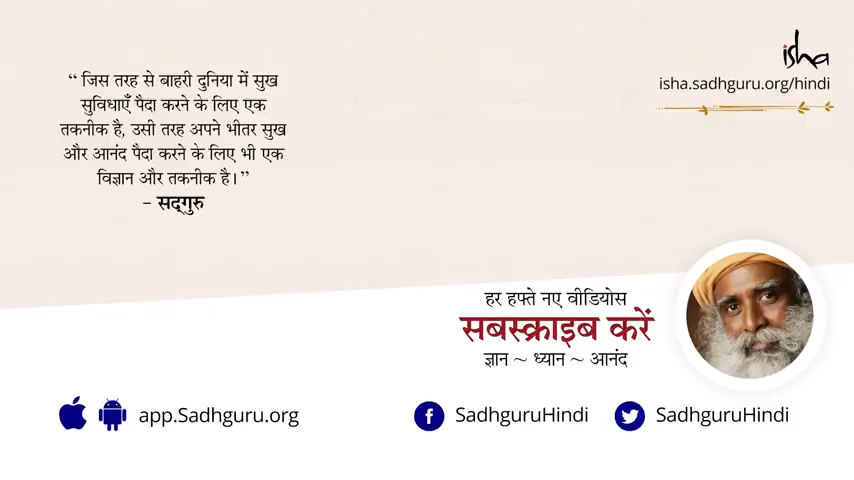 “ जिस तरह से बाहरी दुनिया में सुख
सुविधाएँ पैदा करने के लिए एक
तकनीक है, उसी तरह अपने भीतर सुख
और आनंद पैदा करने के लिए भी एक
विज्ञान और तकनीक है।”
- सद्गुरु
isha
isha.sadhguru.org/hindi
हर हफ्ते नए वीडियोस
सबस्क्राइब करें
ज्ञान ~ ध्यान ~ आनंद
app.Sadhguru.org
SadhguruHindi
SadhguruHindi